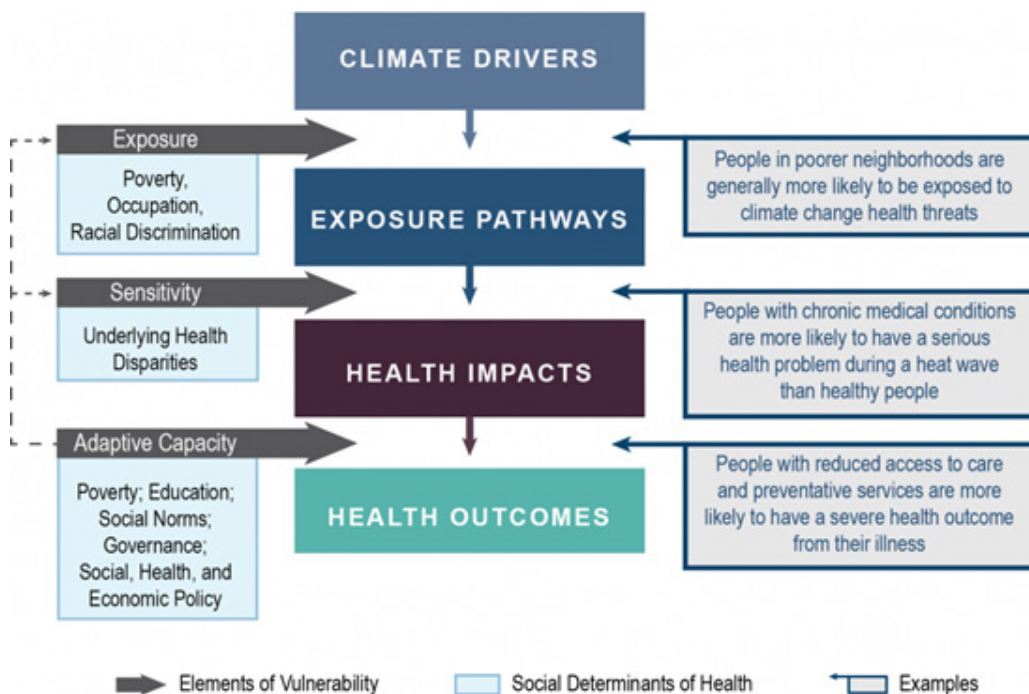 CLIMATE DRIVERS
Exposure
Poverty,
Occupation,
Racial Discrimination
People in poorer neighborhoods are
generally more likely to be exposed to
climate change health threats
EXPOSURE PATHWAYS
Sensitivity
Underlying Health
Disparities
People with chronic medical conditions
are more likely to have a serious
health problem during a heat wave
than healthy people
HEALTH IMPACTS
Adaptive Capacity
Poverty; Education;
Social Norms;
Governance;
Social, Health, and
Economic Policy
People with reduced access to care
and preventative services are more
likely to have a severe health outcome
from their illness
HEALTH OUTCOMES
Elements of Vulnerability
Social Determinants of Health
Examples